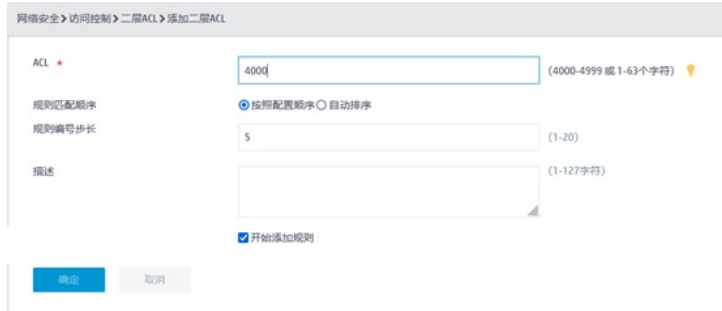 网络安全>访问控制>二层ACL>添加二层ACL
ACL *
4000
(4000-4999 或 1-63个字符)
规则匹配顺序
按照配置顺序 自动排序
规则编号步长
5
(1-20)
描述
(1-127字符)
开始添加规则
确定 取消